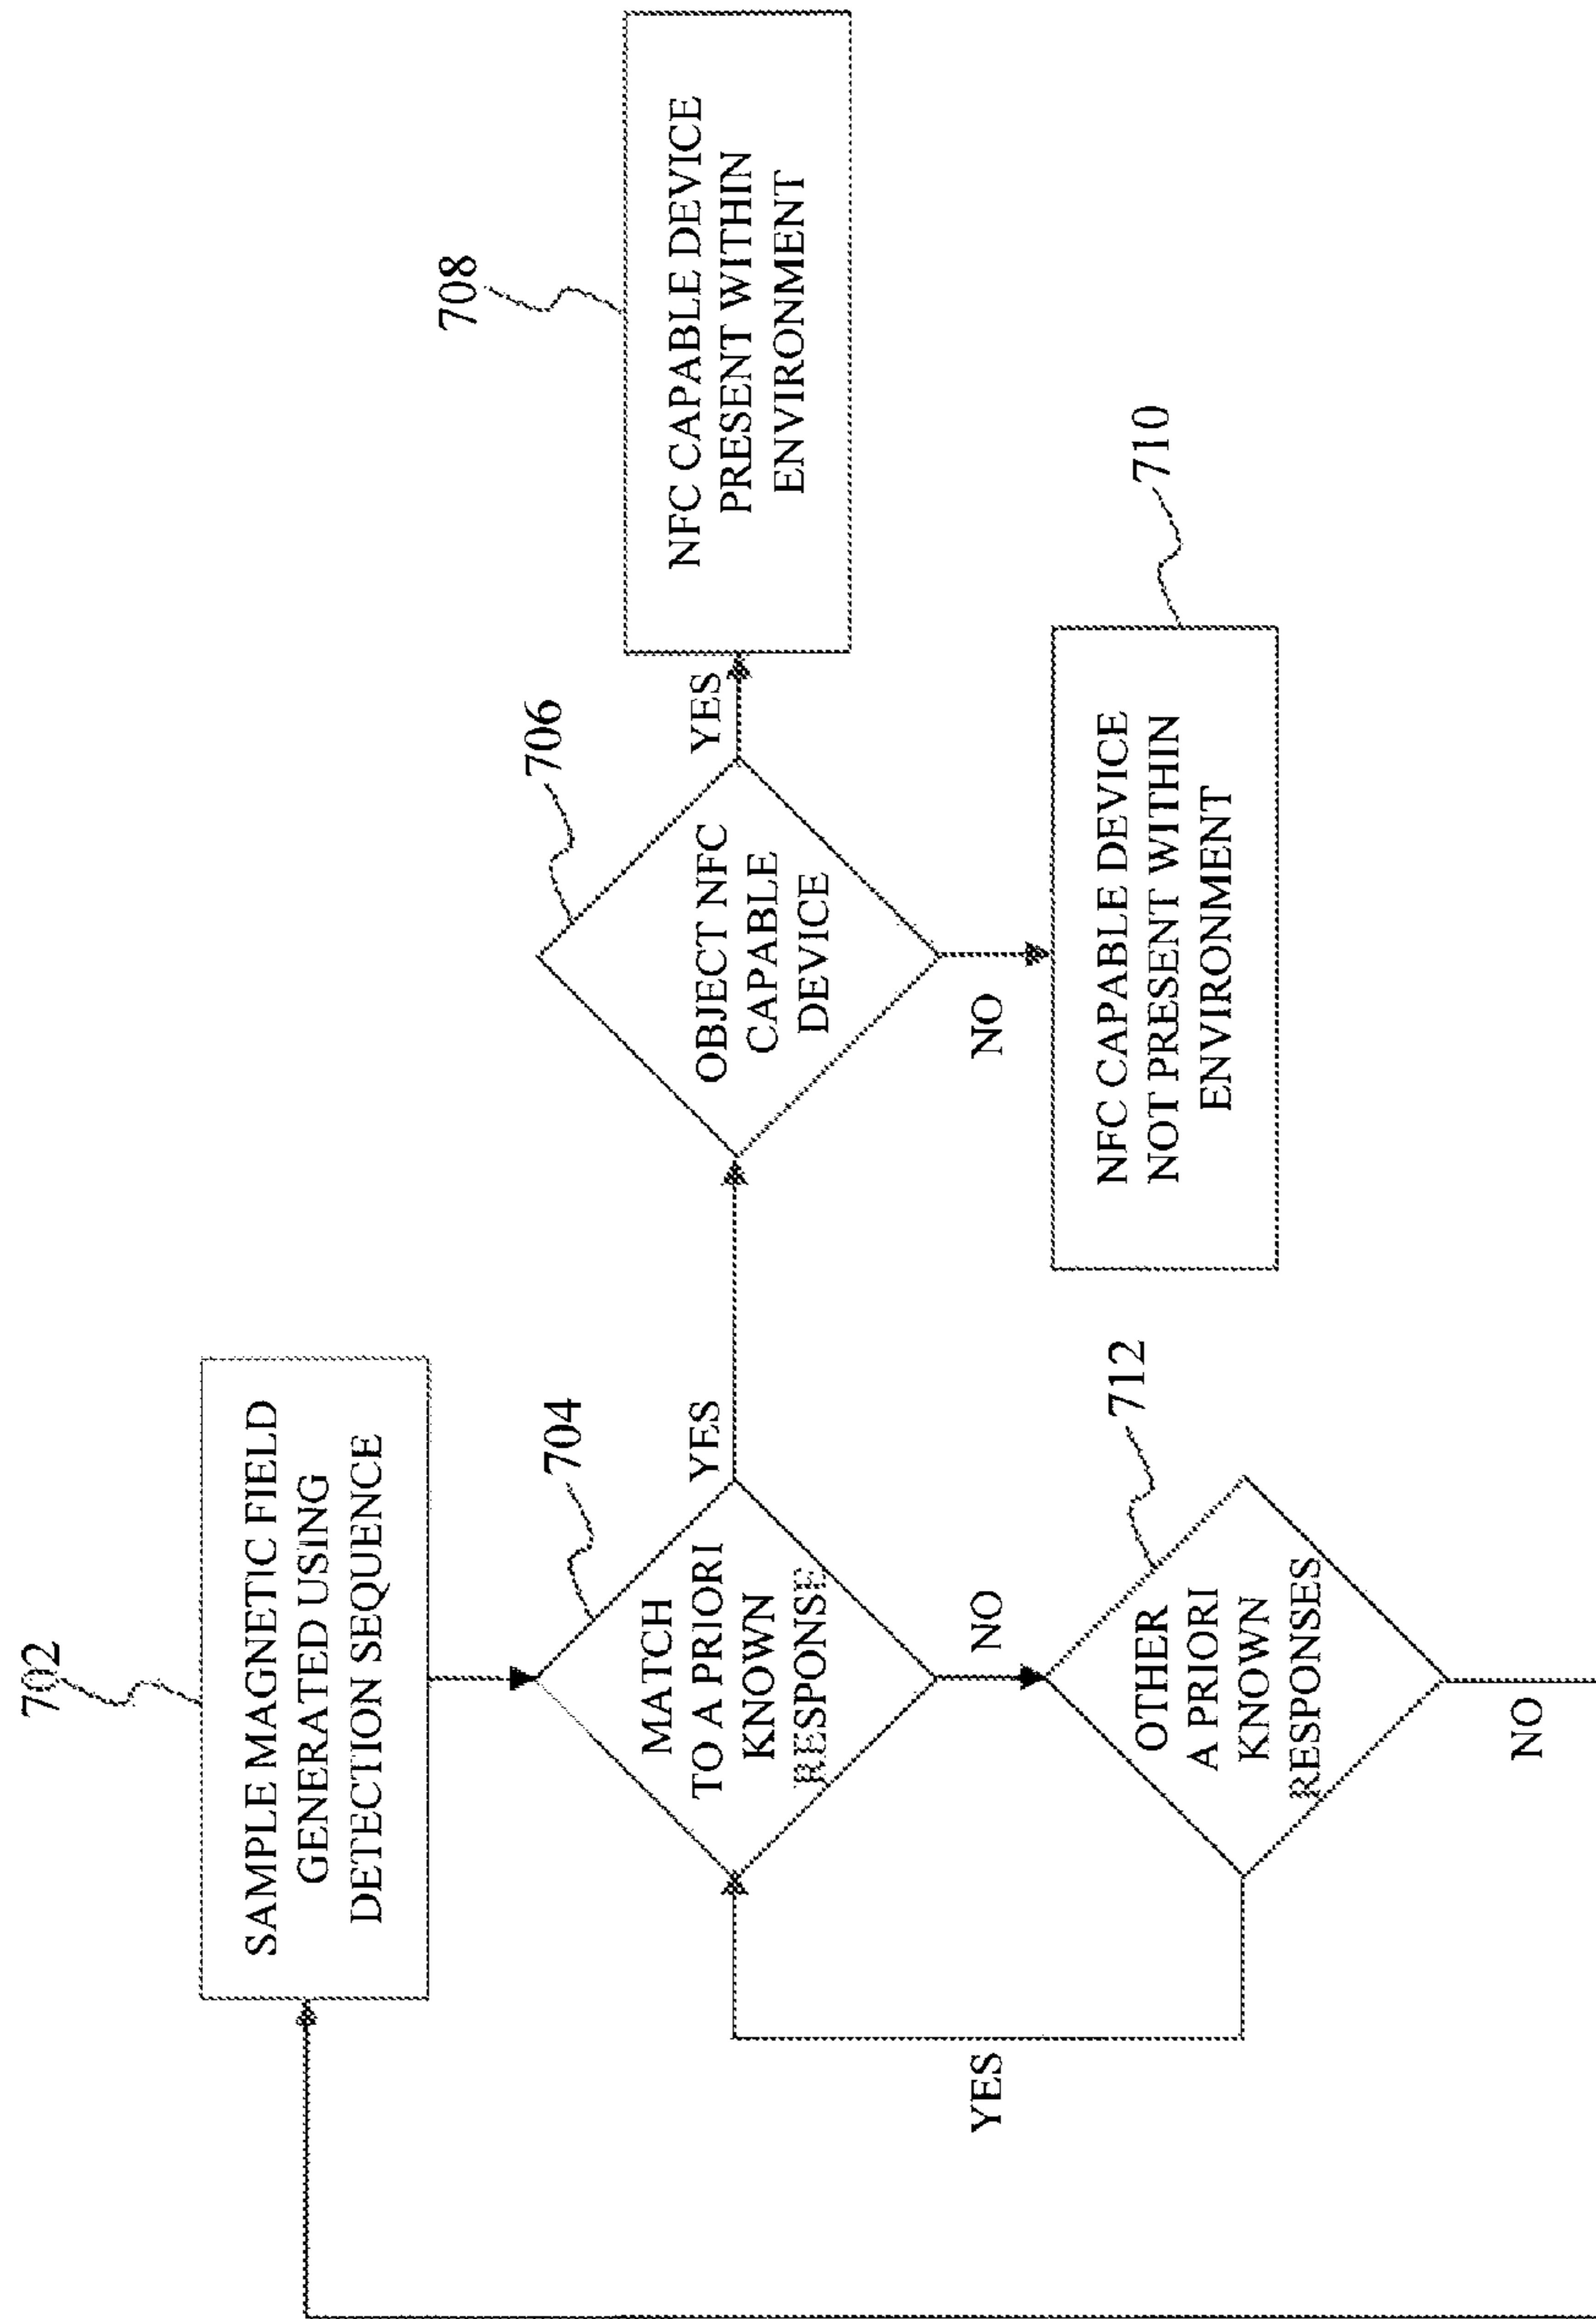 702
SAMPLE MAGNETIC FIELD
GENERATED USING
DETECTION SEQUENCE
704
MATCH
TO A PRIORI
KNOWN
RESPONSE
YES
NO
706
OBJECT NFC
CAPABLE
DEVICE
YES
NO
708
NFC CAPABLE DEVICE
PRESENT WITHIN
ENVIRONMENT
710
NFC CAPABLE DEVICE
NOT PRESENT WITHIN
ENVIRONMENT
712
OTHER
A PRIORI
KNOWN
RESPONSES
YES
NO